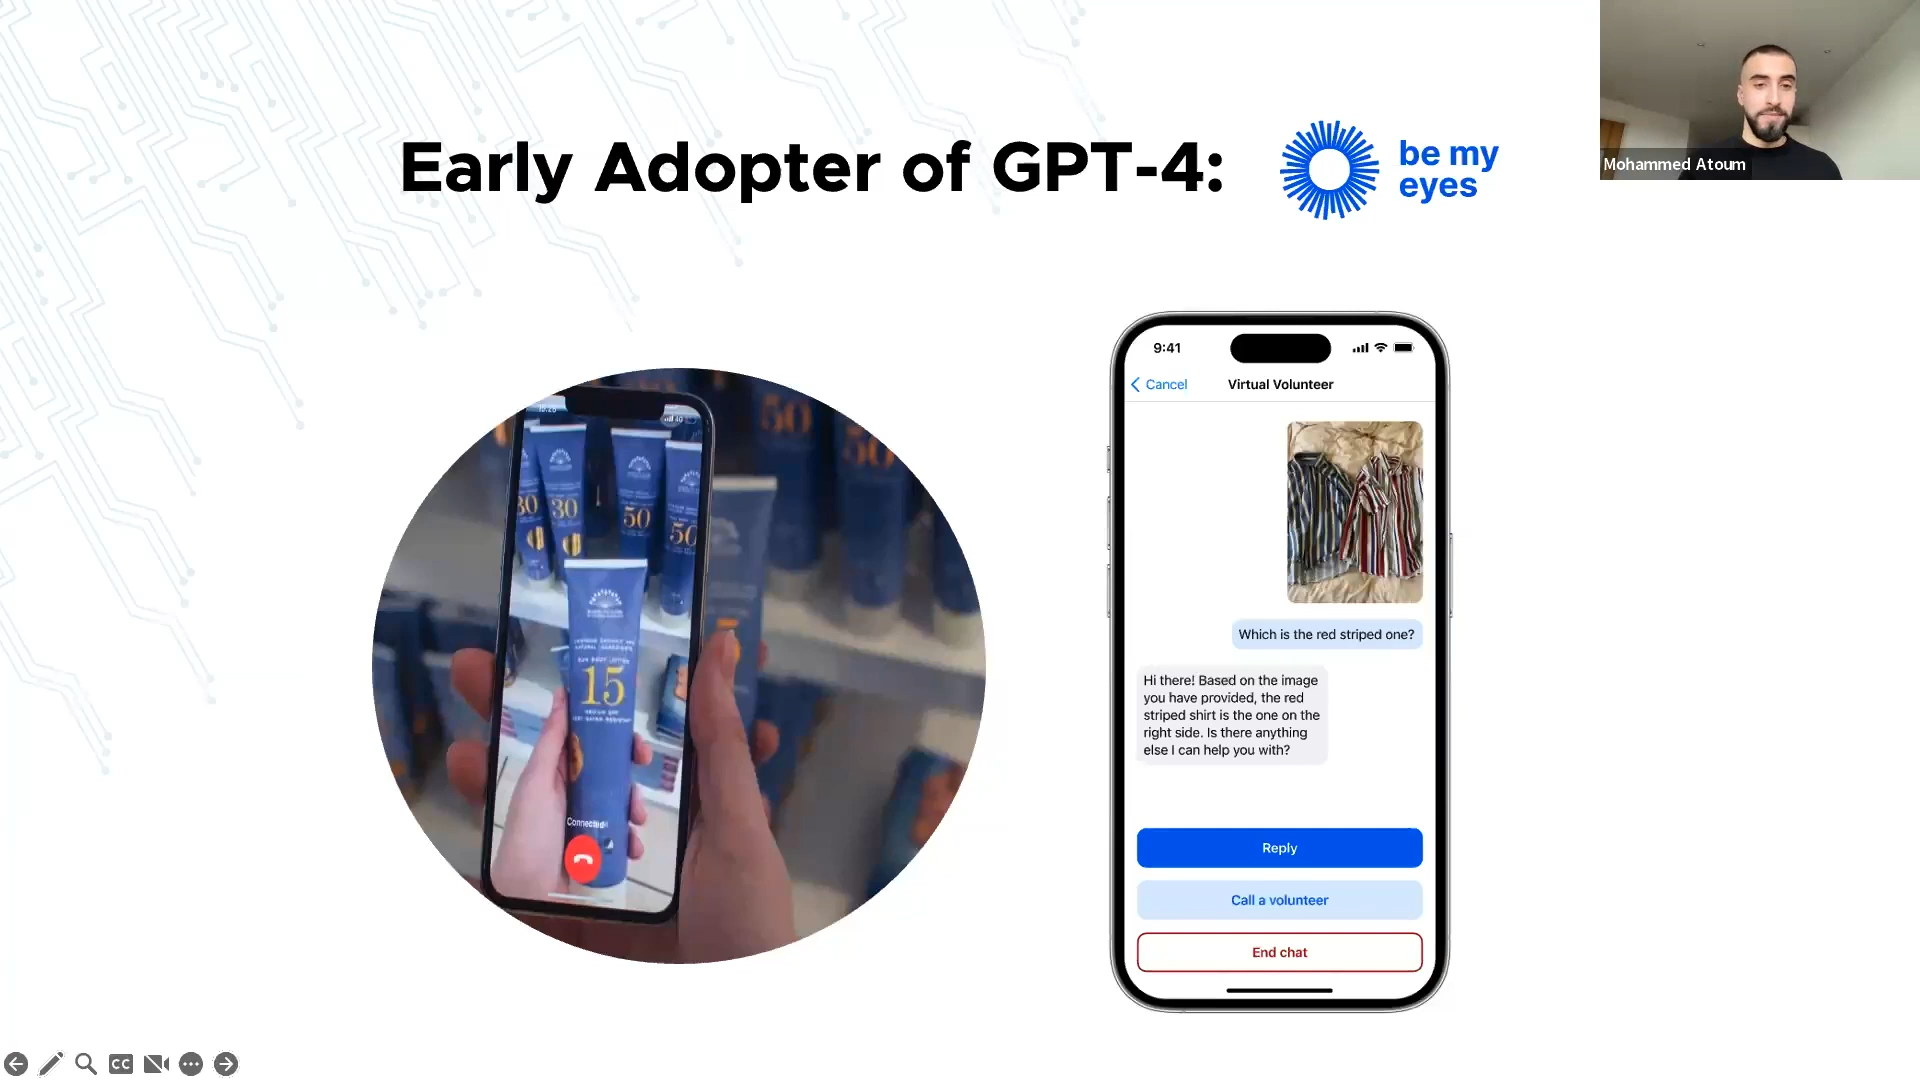 Early Adopter of GPT-4:
be my
eyes
Mohammed Atoum
30
30
50
50
50
50
15
Connected
9:41
Cancel
Virtual Volunteer
Which is the red striped one?
Hi there! Based on the image
you have provided, the red
striped shirt is the one on the
right side. Is there anything
else I can help you with?
Reply
Call a volunteer
End chat
CC